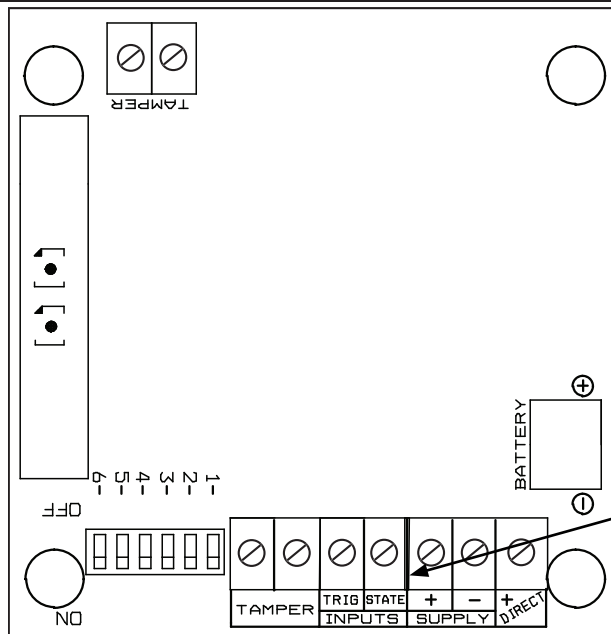 TAMPER
BATTERY
+
-
6- 5- 4- 3- 2- 1-
OFF
ON
TAMPER
TRIG STATE + - + DIRECT
INPUTS SUPPLY